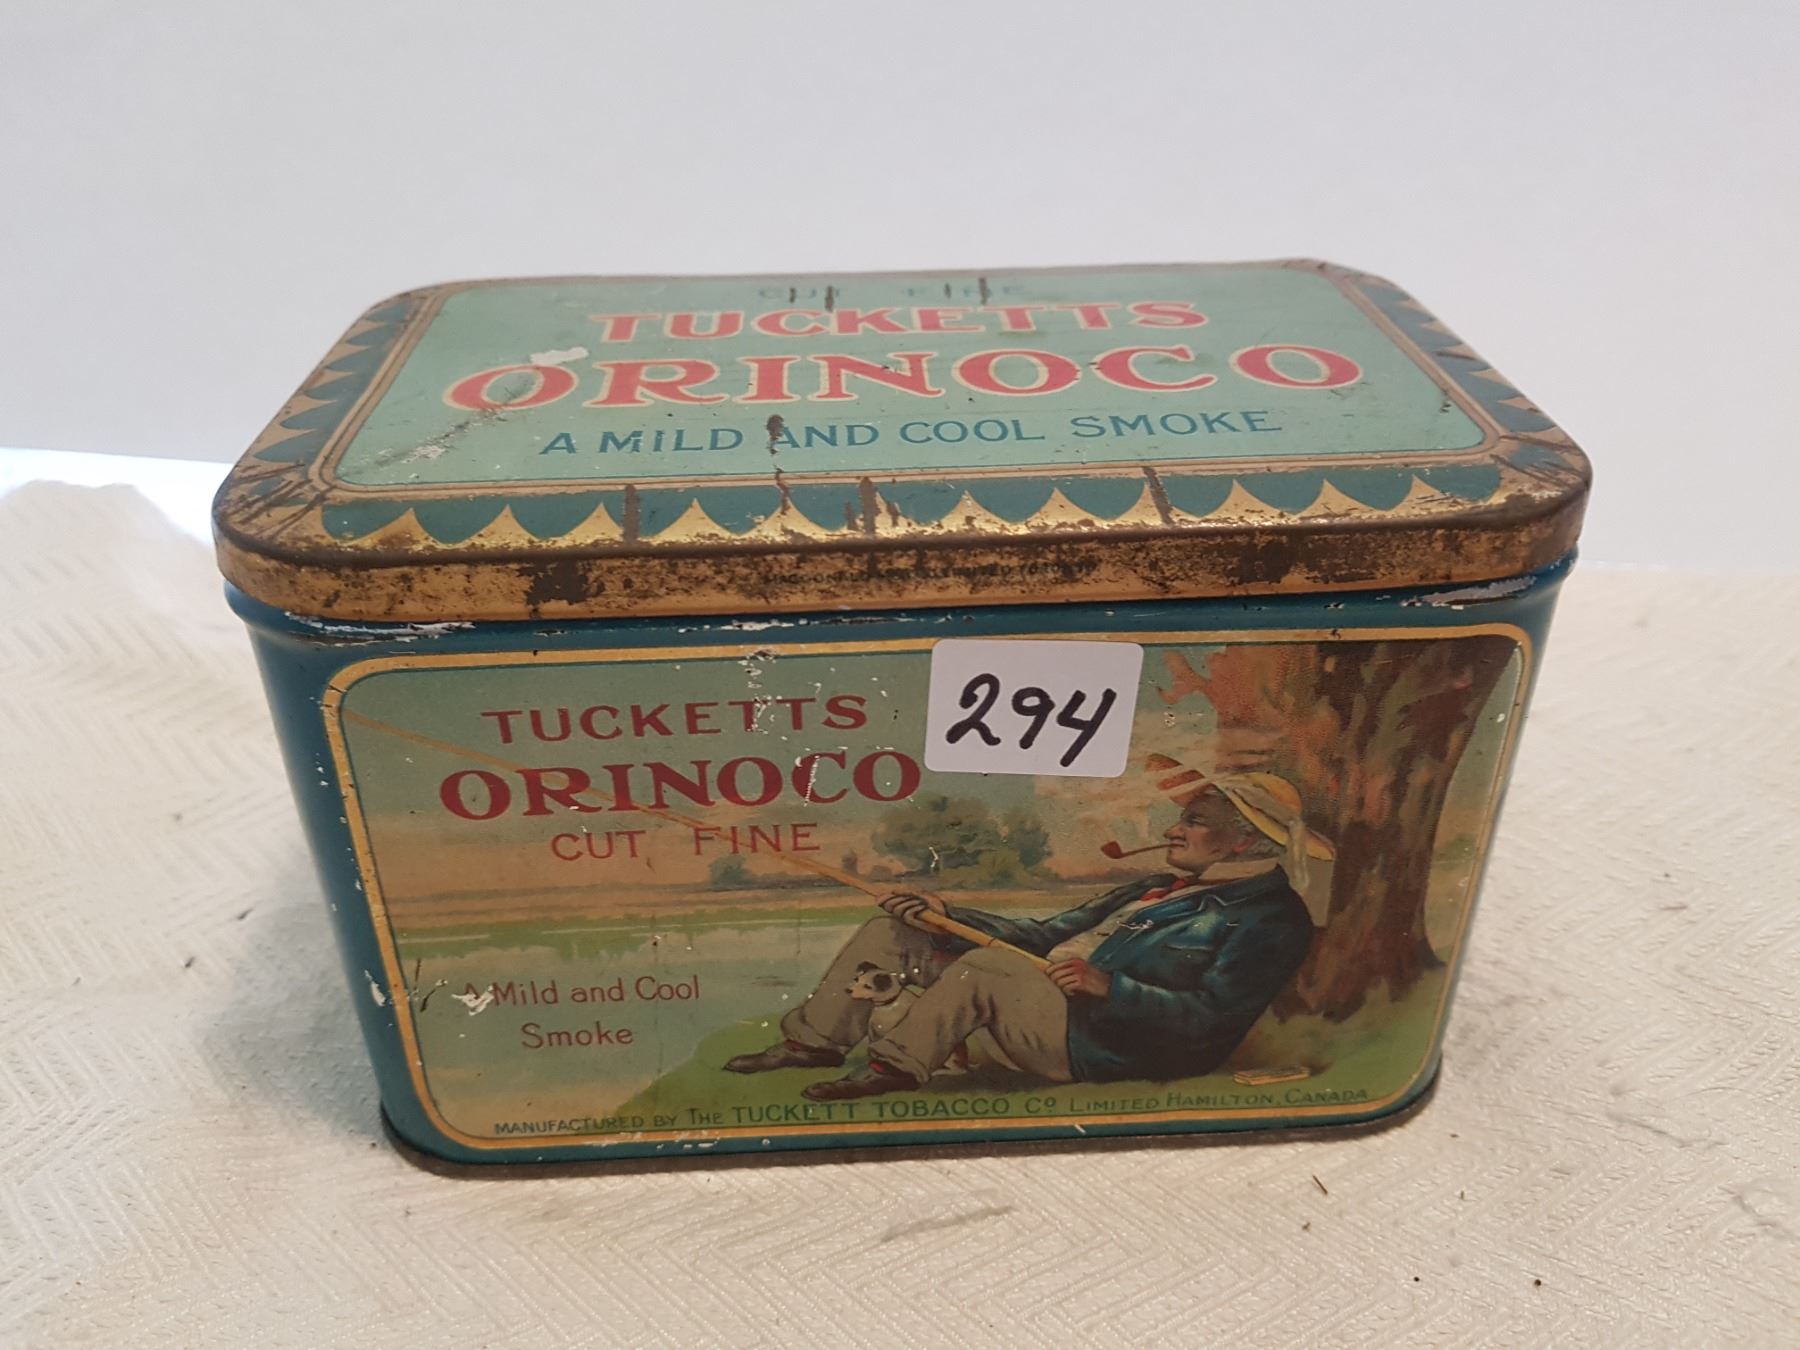 CUT FINE
TUCKETTS
ORINOCO
A MILD AND COOL SMOKE
294
TUCKETTS
ORINOCO
CUT FINE
A Mild and Cool
Smoke
MANUFACTURED BY THE TUCKETT TOBACCO Co LIMITED HAMILTON, CANADA